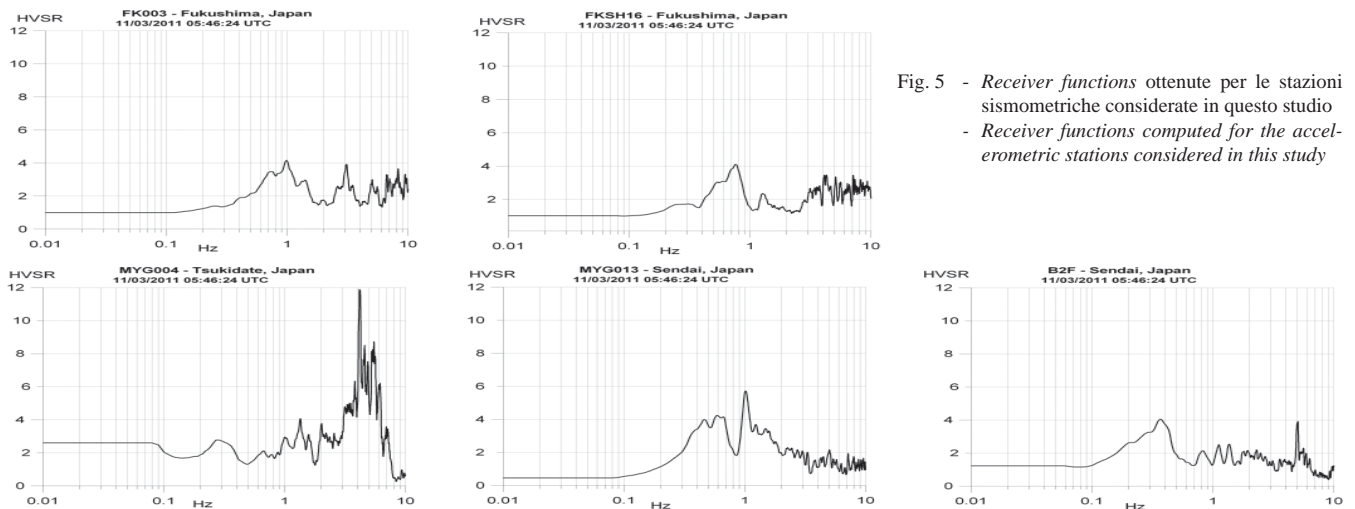 HVSR
FK003 - Fukushima, Japan
11/03/2011 05:46:24 UTC
12
10
8
6
4
2
0
0.01
0.1
1
10
Hz
HVSR
FKSH16 - Fukushima, Japan
11/03/2011 05:46:24 UTC
12
10
8
6
4
2
0.01
0.1
1
10
Hz
Fig. 5 - Receiver functions ottenute per le stazioni
sismometriche considerate in questo studio
- Receiver functions computed for the accel-
erometric stations considered in this study
HVSR
MYG004 - Tsukidate, Japan
11/03/2011 05:46:24 UTC
12
10
8
6
4
2
0
0.01
0.1
1
10
Hz
HVSR
MYG013 - Sendai, Japan
11/03/2011 05:46:24 UTC
12
10
8
6
4
2
0
0.01
0.1
1
10
Hz
HVSR
B2F - Sendai, Japan
11/03/2011 05:46:24 UTC
12
10
8
6
4
2
0
0.01
0.1
1
10
Hz